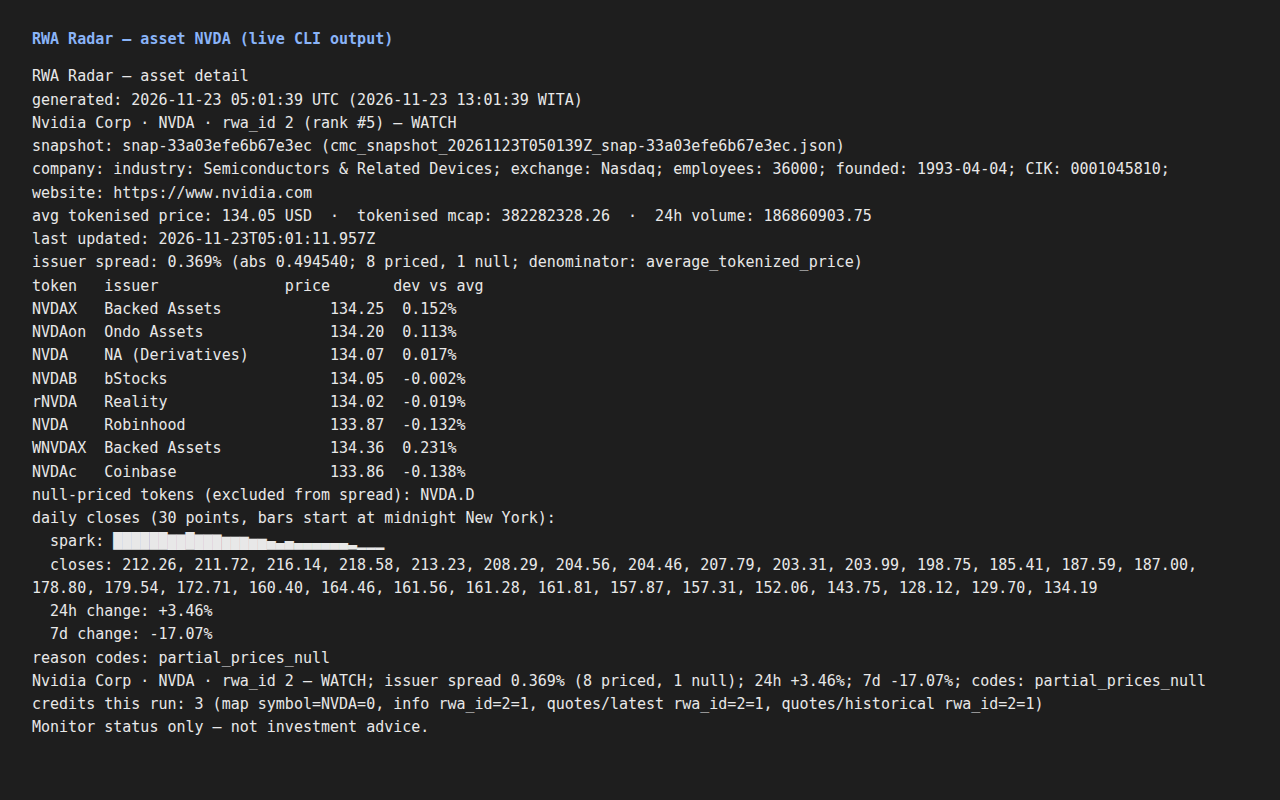 RWA Radar — asset NVDA (live CLI output)
RWA Radar — asset detail
generated: 2026-11-23 05:01:39 UTC (2026-11-23 13:01:39 WITA)
Nvidia Corp · NVDA · rwa_id 2 (rank #5) — WATCH
snapshot: snap-33a03efe6b67e3ec (cmc_snapshot_20261123T050139Z_snap-33a03efe6b67e3ec.json)
company: industry: Semiconductors & Related Devices; exchange: Nasdaq; employees: 36000; founded: 1993-04-04; CIK: 0001045810;
website: https://www.nvidia.com
avg tokenised price: 134.05 USD · tokenised mcap: 382282328.26 · 24h volume: 186860903.75
last updated: 2026-11-23T05:01:11.957Z
issuer spread: 0.369% (abs 0.494540; 8 priced, 1 null; denominator: average_tokenized_price)
token issuer price dev vs avg
NVDAX Backed Assets 134.25 0.152%
NVDAon Ondo Assets 134.20 0.113%
NVDA NA (Derivatives) 134.07 0.017%
NVDAB bStocks 134.05 -0.002%
rNVDA Reality 134.02 -0.019%
NVDA Robinhood 133.87 -0.132%
WNVDAX Backed Assets 134.36 0.231%
NVDAc Coinbase 133.86 -0.138%
null-priced tokens (excluded from spread): NVDA.D
daily closes (30 points, bars start at midnight New York):
spark:
closes: 212.26, 211.72, 216.14, 218.58, 213.23, 208.29, 204.56, 204.46, 207.79, 203.31, 203.99, 198.75, 185.41, 187.59, 187.00,
178.80, 179.54, 172.71, 160.40, 164.46, 161.56, 161.28, 161.81, 157.87, 157.31, 152.06, 143.75, 128.12, 129.70, 134.19
24h change: +3.46%
7d change: -17.07%
reason codes: partial_prices_null
Nvidia Corp · NVDA · rwa_id 2 — WATCH; issuer spread 0.369% (8 priced, 1 null); 24h +3.46%; 7d -17.07%; codes: partial_prices_null
credits this run: 3 (map symbol=NVDA=0, info rwa_id=2=1, quotes/latest rwa_id=2=1, quotes/historical rwa_id=2=1)
Monitor status only — not investment advice.